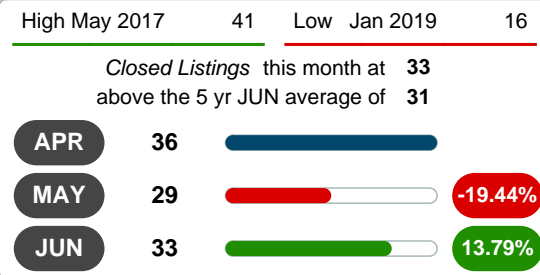 High May 2017 41 Low Jan 2019 16
Closed Listings this month at 33
above the 5 yr JUN average of 31
APR 36
MAY 29 -19.44%
JUN 33 13.79%